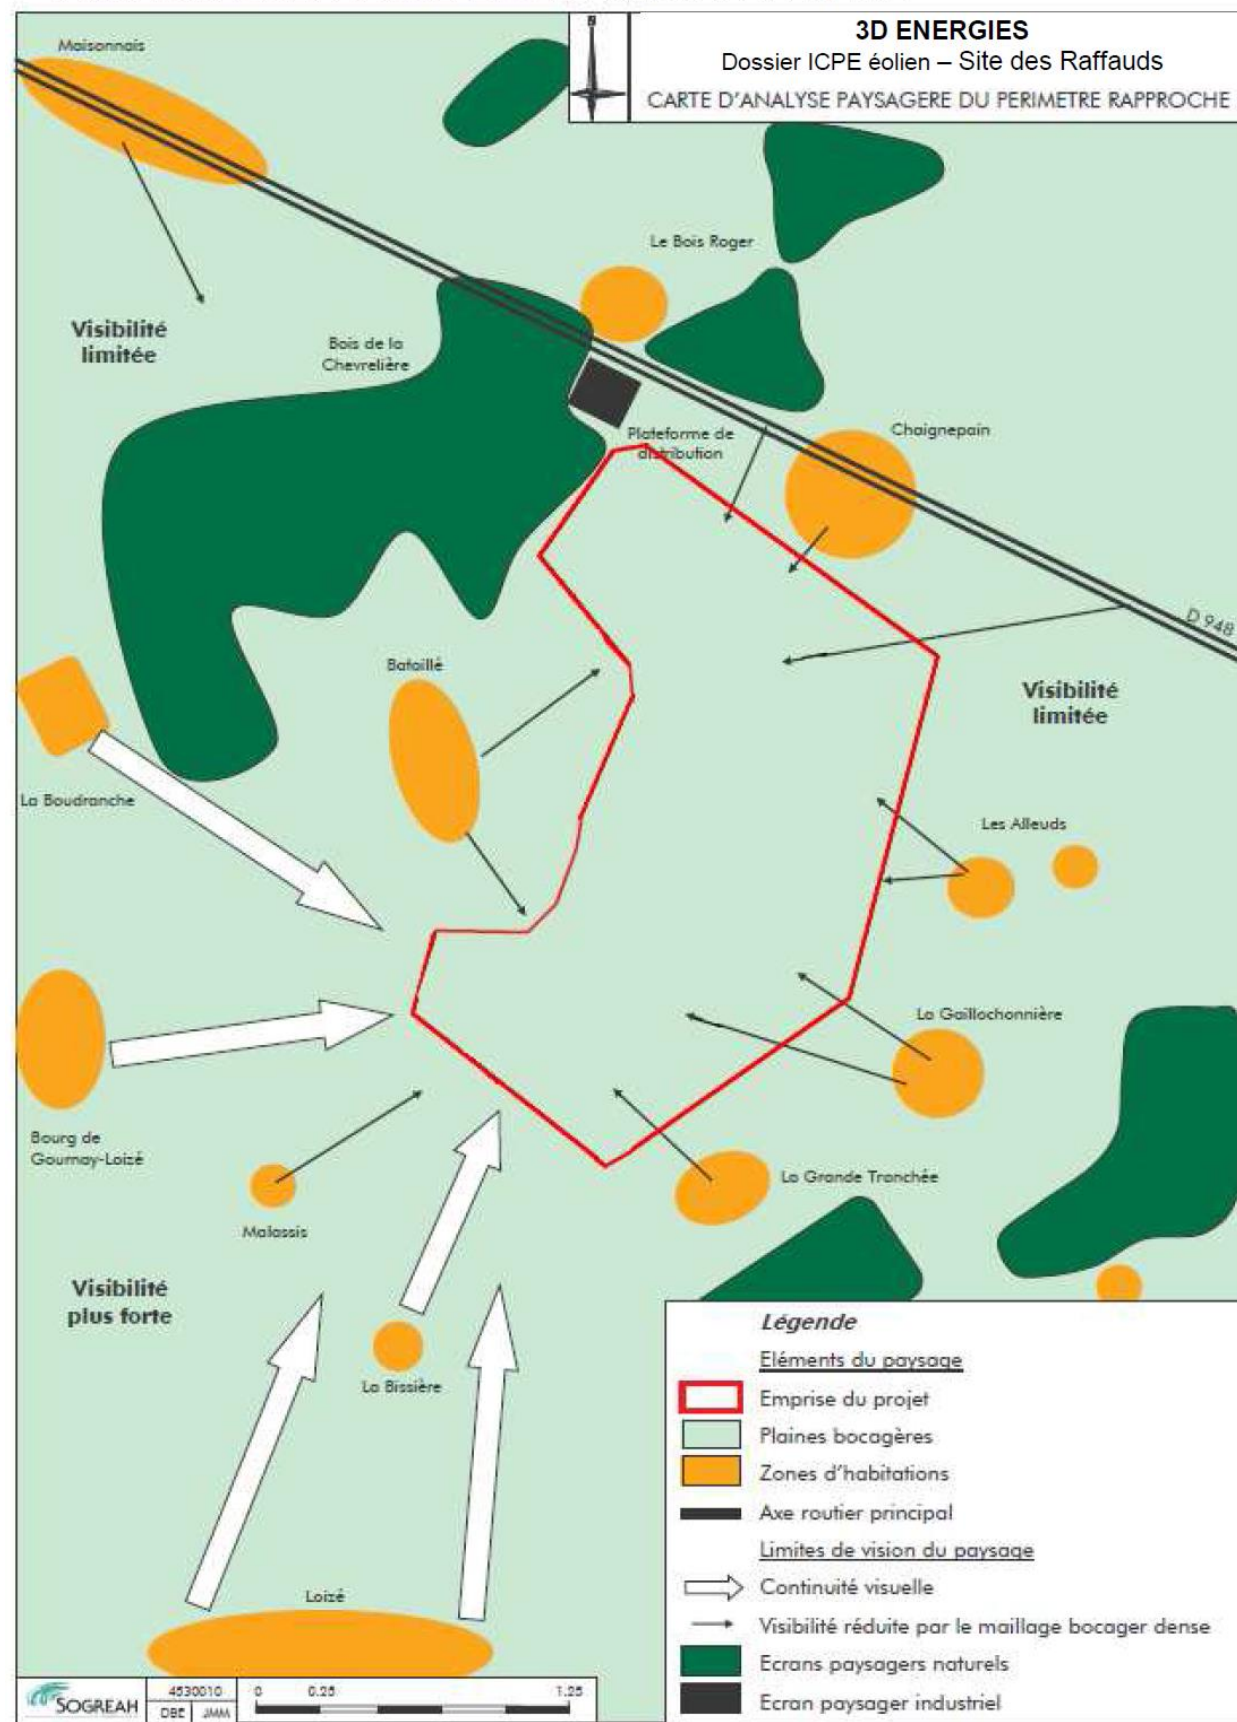 3D ENERGIES
Dossier ICPE éolien – Site des Raffauds
CARTE D'ANALYSE PAYSAGERE DU PERIMETRE RAPPROCHE
N
Maisonnais
Le Bois Roger
Visibilité
limitée
Bois de la
Chevrelière
Plateforme de
distribution
Chaignepain
D 948
Bataillé
Visibilité
limitée
La Boudranche
Les Alleuds
La Gaillochonnière
Bourg de
Gournay-Loizé
La Grande Tranchée
Malassis
Visibilité
plus forte
La Bissière
Loizé
Légende
Eléments du paysage
Emprise du projet
Plaines bocagères
Zones d'habitations
Axe routier principal
Limites de vision du paysage
Continuité visuelle
Visibilité réduite par le maillage bocager dense
Ecrans paysagers naturels
Ecran paysager industriel
SOGREAH
4530010
DBE JMM
0 0.25 1.25